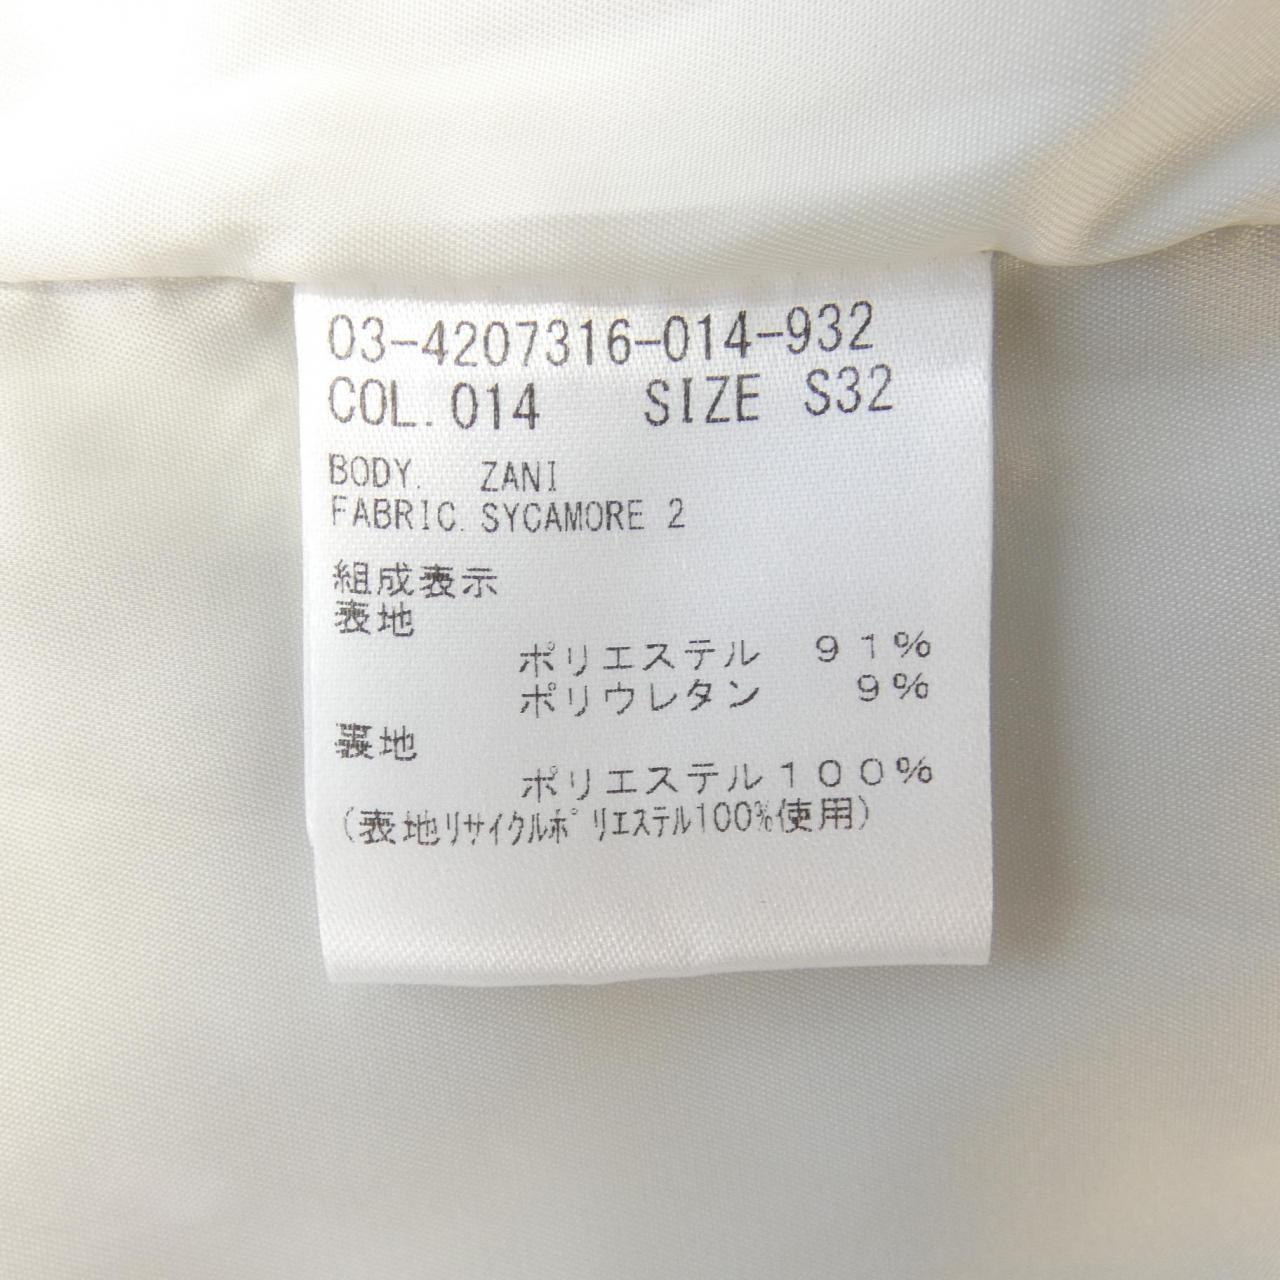 03-4207316-014-932
COL.014 SIZE S32
BODY. ZANI
FABRIC. SYCAMORE 2
組成表示
表地
ポリエステル 91%
ポリウレタン 9%
裏地
ポリエステル100%
(表地リサイクルポリエステル100%使用)